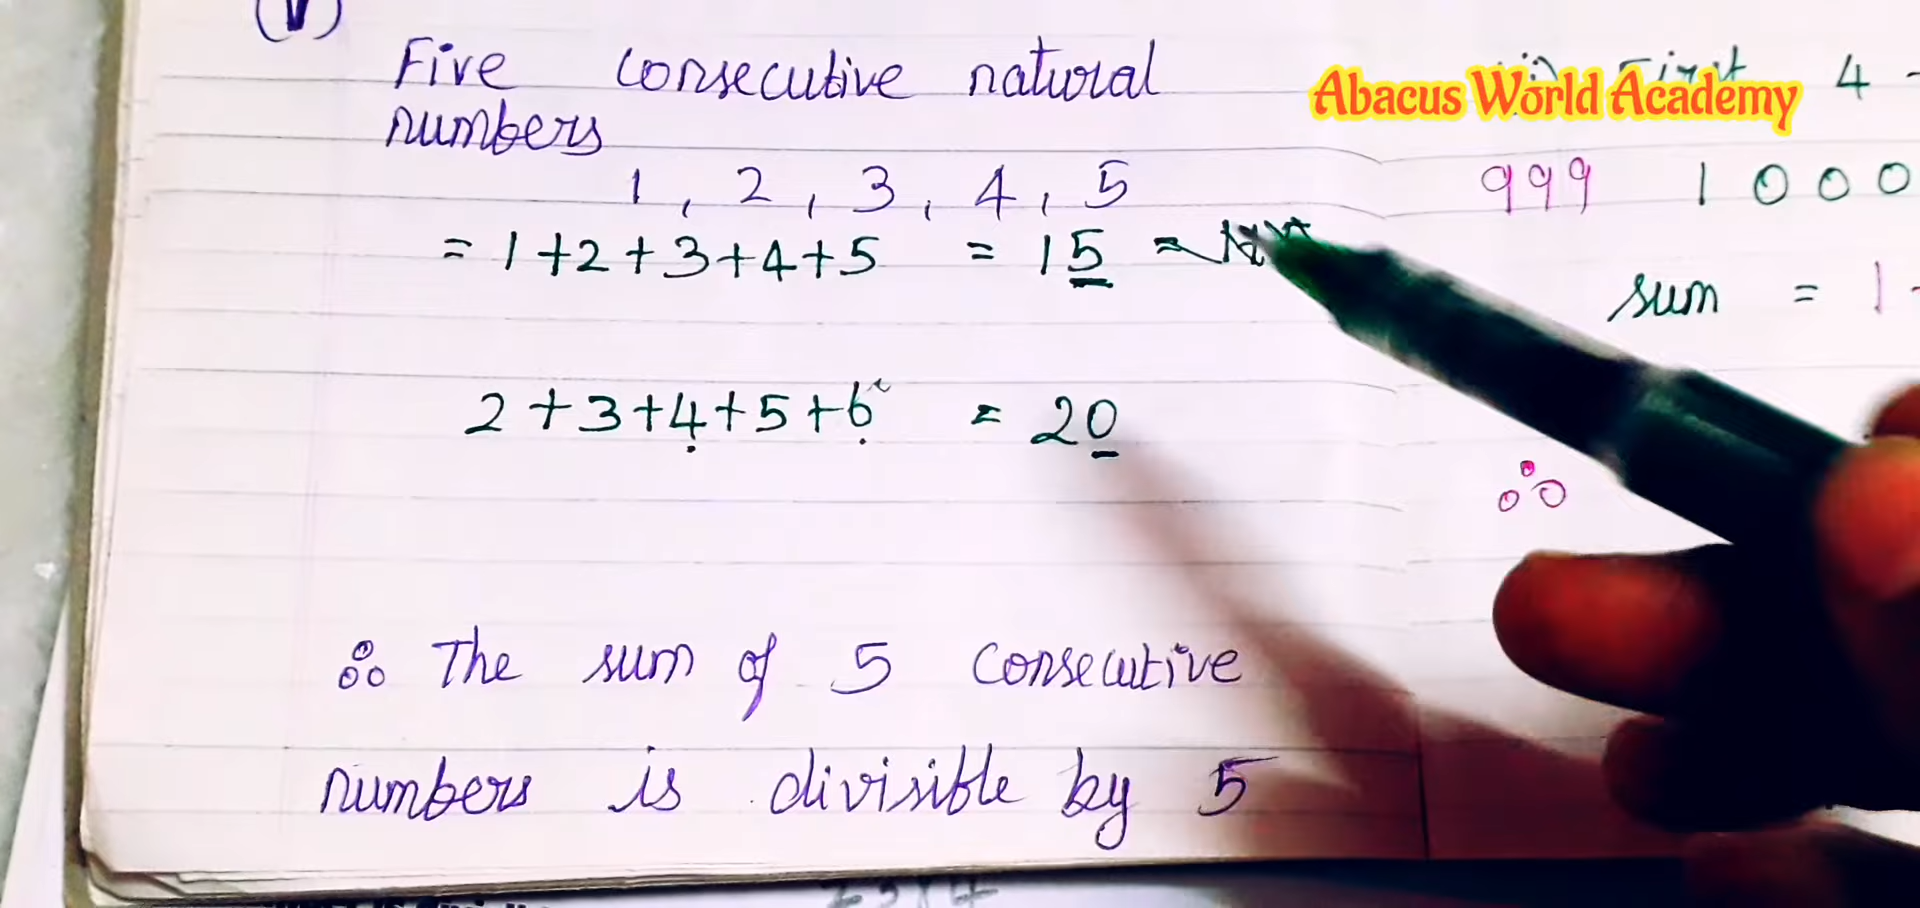 (V)
Five consecutive natural
numbers
1, 2, 3, 4, 5
= 1+2+3+4+5 = 15 =
2+3+4+5+6 = 20
∴ The sum of 5 consecutive
numbers is divisible by 5
Abacus World Academy
First 4
999 1000
sum = 1
∴